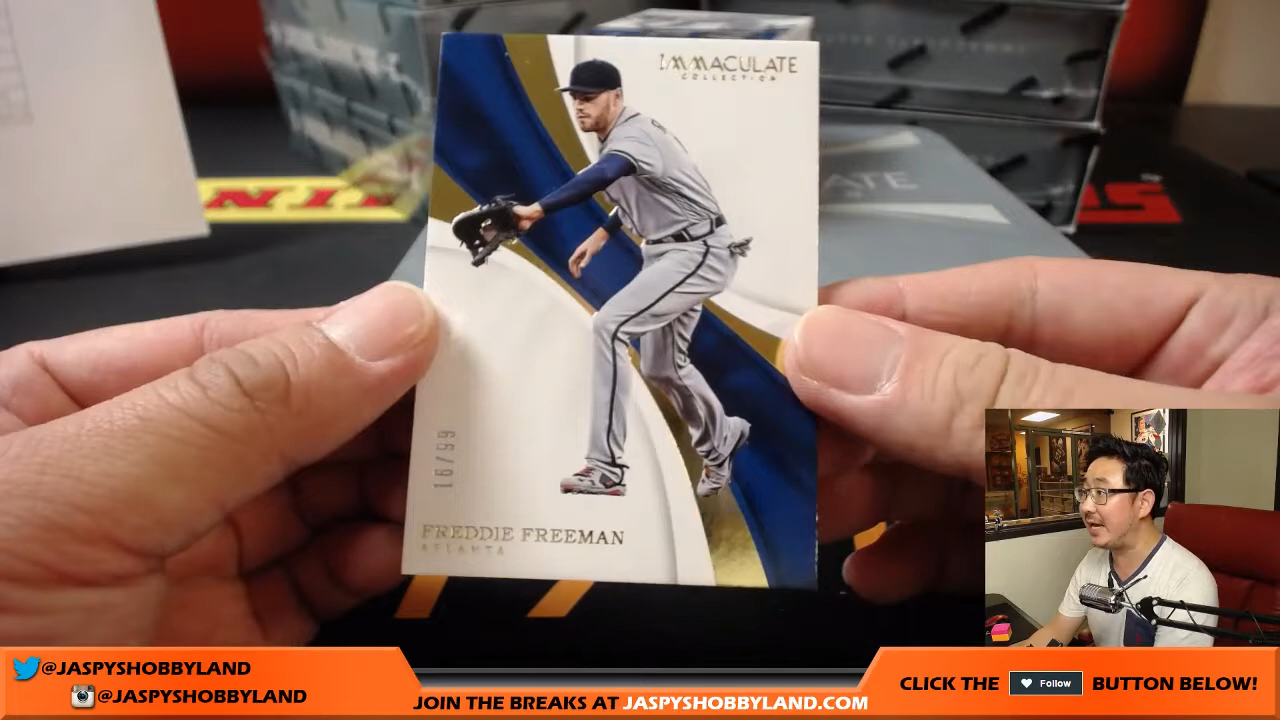 IMMACULATE
COLLECTION
NINI
16/99
FREDDIE FREEMAN
ATLANTA
@JASPYSHOBBYLAND
@JASPYSHOBBYLAND
JOIN THE BREAKS AT JASPYSHOBBYLAND.COM
CLICK THE Follow BUTTON BELOW!